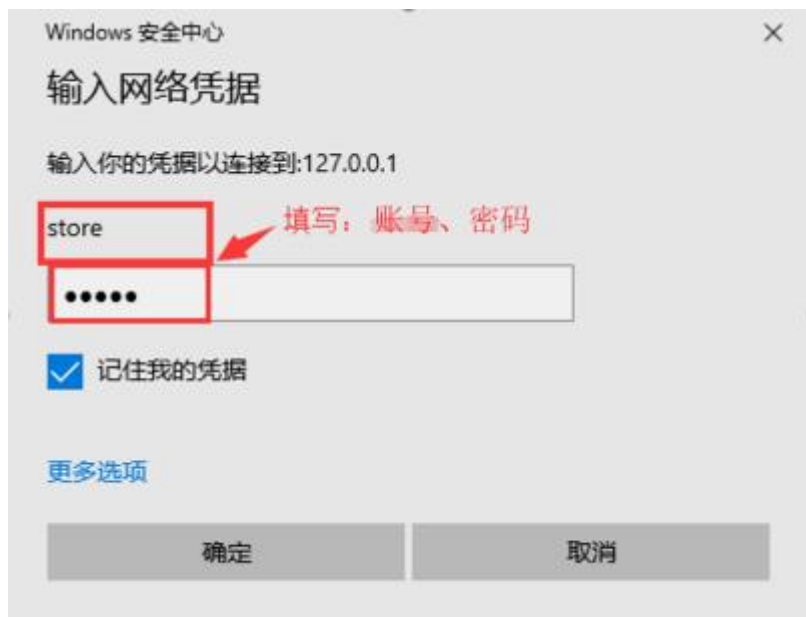 Windows 安全中心
输入网络凭据
输入你的凭据以连接到:127.0.0.1
store
填写：账号、密码
•••••
记住我的凭据
更多选项
确定 取消